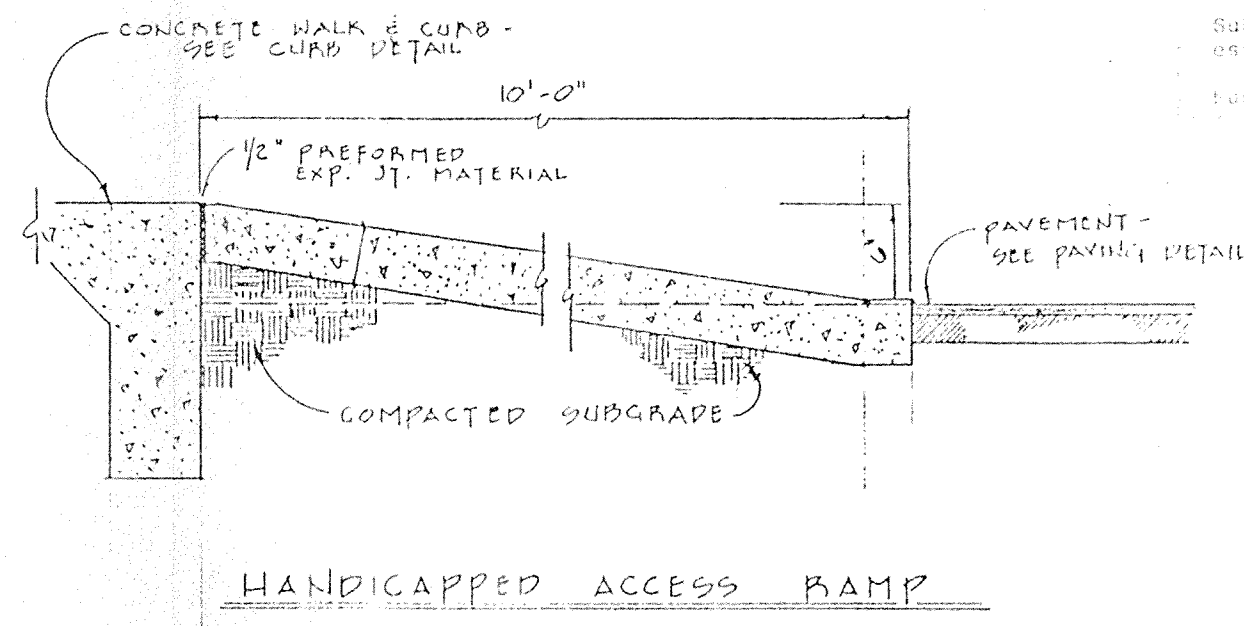 CONCRETE WALK & CURB -
SEE CURB DETAIL
10'-0"
1/2" PREFORMED
EXP. JT. MATERIAL
PAVEMENT -
SEE PAVING DETAIL
COMPACTED SUBGRADE
HANDICAPPED ACCESS RAMP